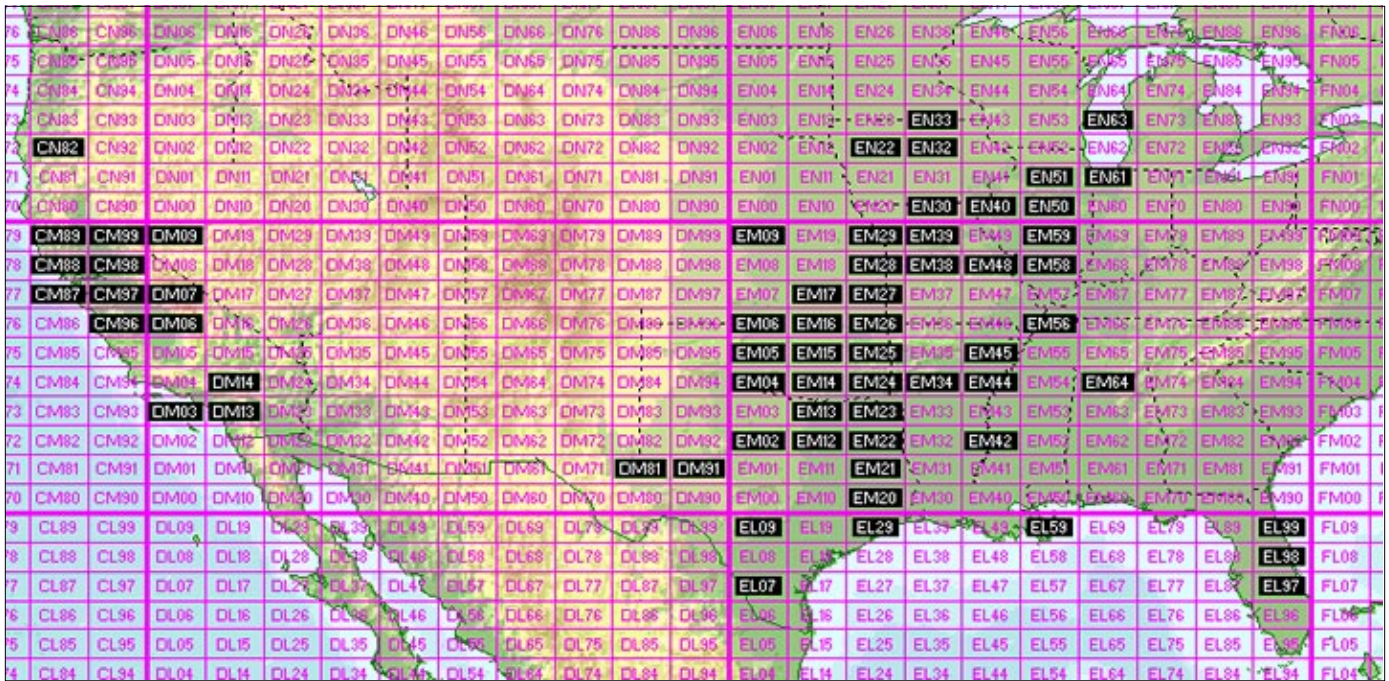 76 CN86 CN96 DN06 DN16 DN26 DN36 DN46 DN56 DN66 DN76 DN86 DN96 EN06 EN16 EN26 EN36 EN46 EN56 EN66 EN76 EN86 EN96 FN06
75 CN85 CN95 DN05 DN15 DN25 DN35 DN45 DN55 DN65 DN75 DN85 DN95 EN05 EN15 EN25 EN35 EN45 EN55 EN65 EN75 EN85 EN95 FN05
74 CN84 CN94 DN04 DN14 DN24 DN34 DN44 DN54 DN64 DN74 DN84 DN94 EN04 EN14 EN24 EN34 EN44 EN54 EN64 EN74 EN84 EN94 FN04
73 CN83 CN93 DN03 DN13 DN23 DN33 DN43 DN53 DN63 DN73 DN83 DN93 EN03 EN13 EN23 EN33 EN43 EN53 EN63 EN73 EN83 EN93 FN03
72 CN82 CN92 DN02 DN12 DN22 DN32 DN42 DN52 DN62 DN72 DN82 DN92 EN02 EN12 EN22 EN32 EN42 EN52 EN62 EN72 EN82 EN92 FN02
71 CN81 CN91 DN01 DN11 DN21 DN31 DN41 DN51 DN61 DN71 DN81 DN91 EN01 EN11 EN21 EN31 EN41 EN51 EN61 EN71 EN81 EN91 FN01
70 CN80 CN90 DN00 DN10 DN20 DN30 DN40 DN50 DN60 DN70 DN80 DN90 EN00 EN10 EN20 EN30 EN40 EN50 EN60 EN70 EN80 EN90 FN00
79 CM89 CM99 DM09 DM19 DM29 DM39 DM49 DM59 DM69 DM79 DM89 DM99 EM09 EM19 EM29 EM39 EM49 EM59 EM69 EM79 EM89 EM99 FM09
78 CM88 CM98 DM08 DM18 DM28 DM38 DM48 DM58 DM68 DM78 DM88 DM98 EM08 EM18 EM28 EM38 EM48 EM58 EM68 EM78 EM88 EM98 FM08
77 CM87 CM97 DM07 DM17 DM27 DM37 DM47 DM57 DM67 DM77 DM87 DM97 EM07 EM17 EM27 EM37 EM47 EM57 EM67 EM77 EM87 EM97 FM07
76 CM86 CM96 DM06 DM16 DM26 DM36 DM46 DM56 DM66 DM76 DM86 DM96 EM06 EM16 EM26 EM36 EM46 EM56 EM66 EM76 EM86 EM96 FM06
75 CM85 CM95 DM05 DM15 DM25 DM35 DM45 DM55 DM65 DM75 DM85 DM95 EM05 EM15 EM25 EM35 EM45 EM55 EM65 EM75 EM85 EM95 FM05
74 CM84 CM94 DM04 DM14 DM24 DM34 DM44 DM54 DM64 DM74 DM84 DM94 EM04 EM14 EM24 EM34 EM44 EM54 EM64 EM74 EM84 EM94 FM04
73 CM83 CM93 DM03 DM13 DM23 DM33 DM43 DM53 DM63 DM73 DM83 DM93 EM03 EM13 EM23 EM33 EM43 EM53 EM63 EM73 EM83 EM93 FM03
72 CM82 CM92 DM02 DM12 DM22 DM32 DM42 DM52 DM62 DM72 DM82 DM92 EM02 EM12 EM22 EM32 EM42 EM52 EM62 EM72 EM82 EM92 FM02
71 CM81 CM91 DM01 DM11 DM21 DM31 DM41 DM51 DM61 DM71 DM81 DM91 EM01 EM11 EM21 EM31 EM41 EM51 EM61 EM71 EM81 EM91 FM01
70 CM80 CM90 DM00 DM10 DM20 DM30 DM40 DM50 DM60 DM70 DM80 DM90 EM00 EM10 EM20 EM30 EM40 EM50 EM60 EM70 EM80 EM90 FM00
79 CL89 CL99 DL09 DL19 DL29 DL39 DL49 DL59 DL69 DL79 DL89 DL99 EL09 EL19 EL29 EL39 EL49 EL59 EL69 EL79 EL89 EL99 FL09
78 CL88 CL98 DL08 DL18 DL28 DL38 DL48 DL58 DL68 DL78 DL88 DL98 EL08 EL18 EL28 EL38 EL48 EL58 EL68 EL78 EL88 EL98 FL08
77 CL87 CL97 DL07 DL17 DL27 DL37 DL47 DL57 DL67 DL77 DL87 DL97 EL07 EL17 EL27 EL37 EL47 EL57 EL67 EL77 EL87 EL97 FL07
76 CL86 CL96 DL06 DL16 DL26 DL36 DL46 DL56 DL66 DL76 DL86 DL96 EL06 EL16 EL26 EL36 EL46 EL56 EL66 EL76 EL86 EL96 FL06
75 CL85 CL95 DL05 DL15 DL25 DL35 DL45 DL55 DL65 DL75 DL85 DL95 EL05 EL15 EL25 EL35 EL45 EL55 EL65 EL75 EL85 EL95 FL05
74 CL84 CL94 DL04 DL14 DL24 DL34 DL44 DL54 DL64 DL74 DL84 DL94 EL04 EL14 EL24 EL34 EL44 EL54 EL64 EL74 EL84 EL94 FL04